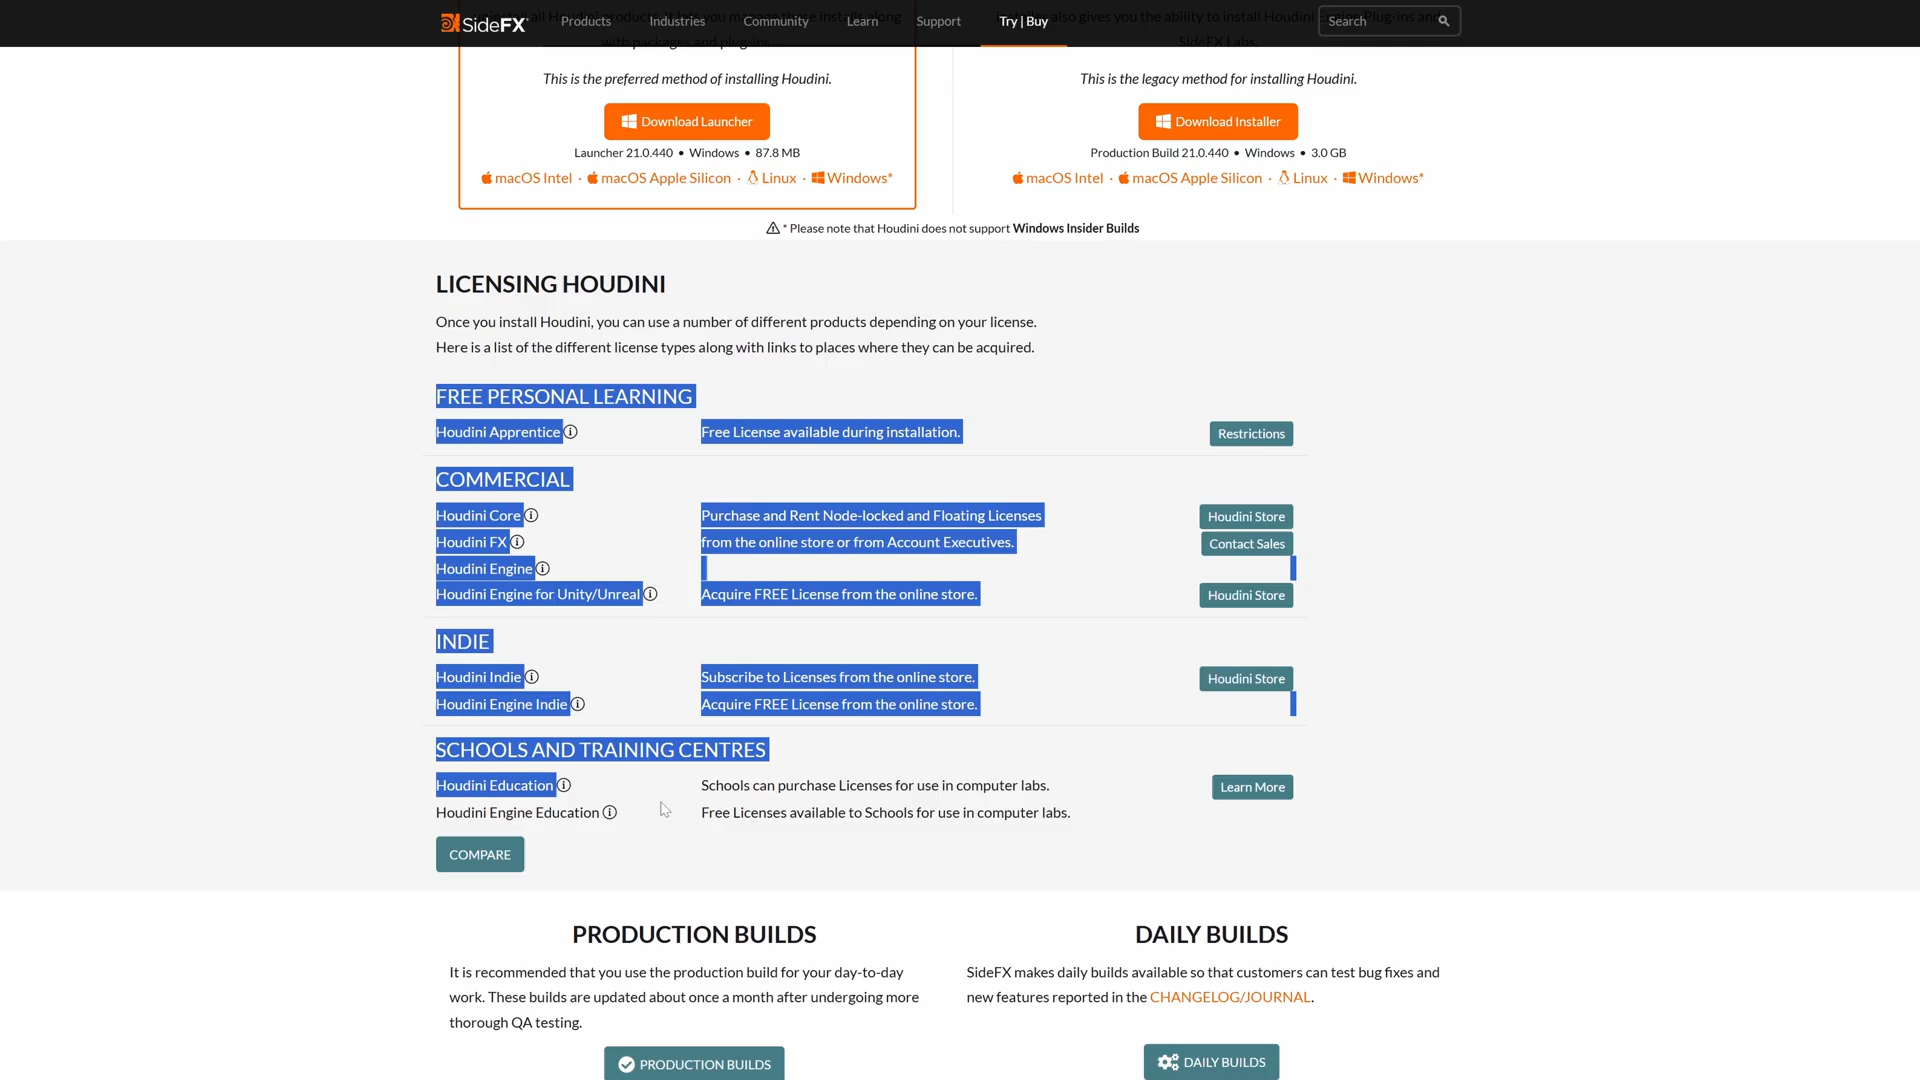 SideFX
Products
Industries
Community
Learn
Support
Try | Buy
Search
with packages and plug-ins.
SideFX Labs.
This is the preferred method of installing Houdini.
Download Launcher
Launcher 21.0.440 • Windows • 87.8 MB
macOS Intel · macOS Apple Silicon · Linux · Windows*
This is the legacy method for installing Houdini.
Download Installer
Production Build 21.0.440 • Windows • 3.0 GB
macOS Intel · macOS Apple Silicon · Linux · Windows*
* Please note that Houdini does not support Windows Insider Builds
LICENSING HOUDINI
Once you install Houdini, you can use a number of different products depending on your license.
Here is a list of the different license types along with links to places where they can be acquired.
FREE PERSONAL LEARNING
Houdini Apprentice Free License available during installation. Restrictions
COMMERCIAL
Houdini Core Purchase and Rent Node-locked and Floating Licenses Houdini Store
Houdini FX from the online store or from Account Executives. Contact Sales
Houdini Engine
Houdini Engine for Unity/Unreal Acquire FREE License from the online store. Houdini Store
INDIE
Houdini Indie Subscribe to Licenses from the online store. Houdini Store
Houdini Engine Indie Acquire FREE License from the online store.
SCHOOLS AND TRAINING CENTRES
Houdini Education Schools can purchase Licenses for use in computer labs. Learn More
Houdini Engine Education Free Licenses available to Schools for use in computer labs.
COMPARE
PRODUCTION BUILDS
It is recommended that you use the production build for your day-to-day
work. These builds are updated about once a month after undergoing more
thorough QA testing.
PRODUCTION BUILDS
DAILY BUILDS
SideFX makes daily builds available so that customers can test bug fixes and
new features reported in the CHANGELOG/JOURNAL.
DAILY BUILDS